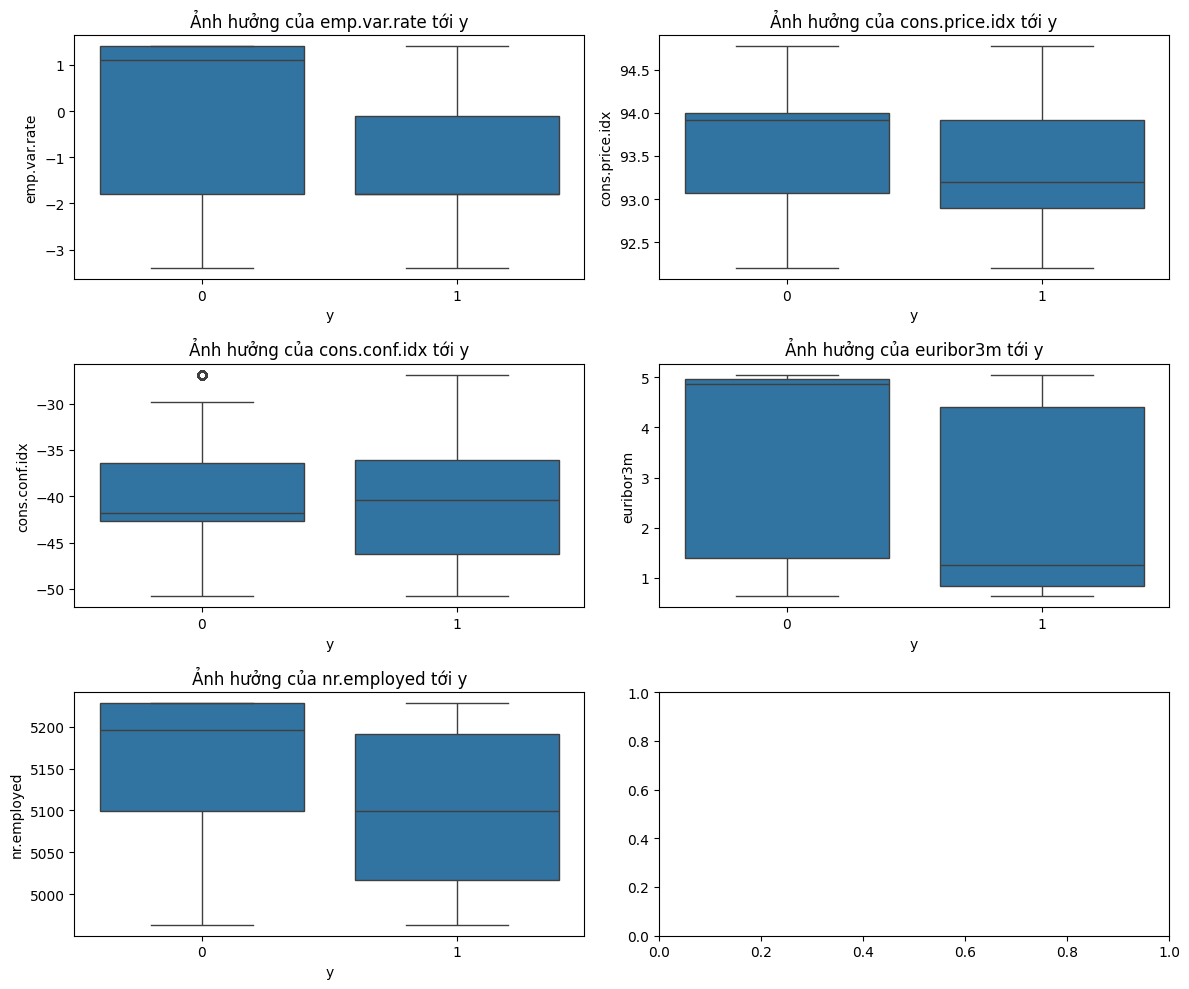 Ảnh hưởng của emp.var.rate tới y
emp.var.rate
1
0
−1
−2
−3
0 1
y
Ảnh hưởng của cons.price.idx tới y
cons.price.idx
94.5
94.0
93.5
93.0
92.5
0 1
y
Ảnh hưởng của cons.conf.idx tới y
cons.conf.idx
−30
−35
−40
−45
−50
0 1
y
Ảnh hưởng của euribor3m tới y
euribor3m
5
4
3
2
1
0 1
y
Ảnh hưởng của nr.employed tới y
nr.employed
5200
5150
5100
5050
5000
0 1
y
1.0
0.8
0.6
0.4
0.2
0.0
0.0 0.2 0.4 0.6 0.8 1.0